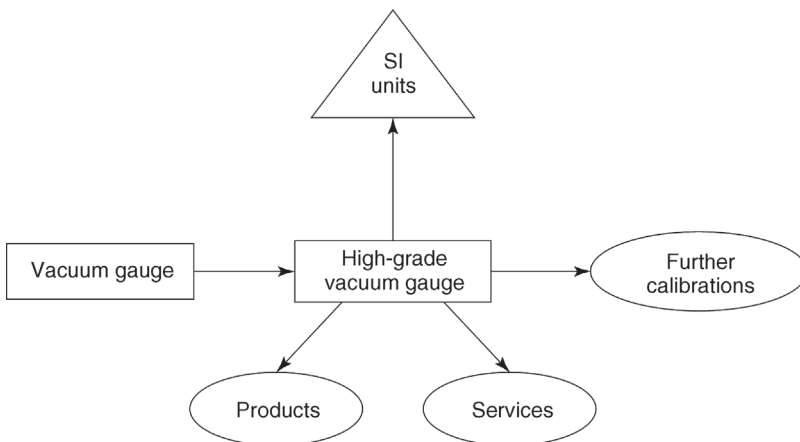 SI
units
Vacuum gauge
High-grade
vacuum gauge
Further
calibrations
Products
Services